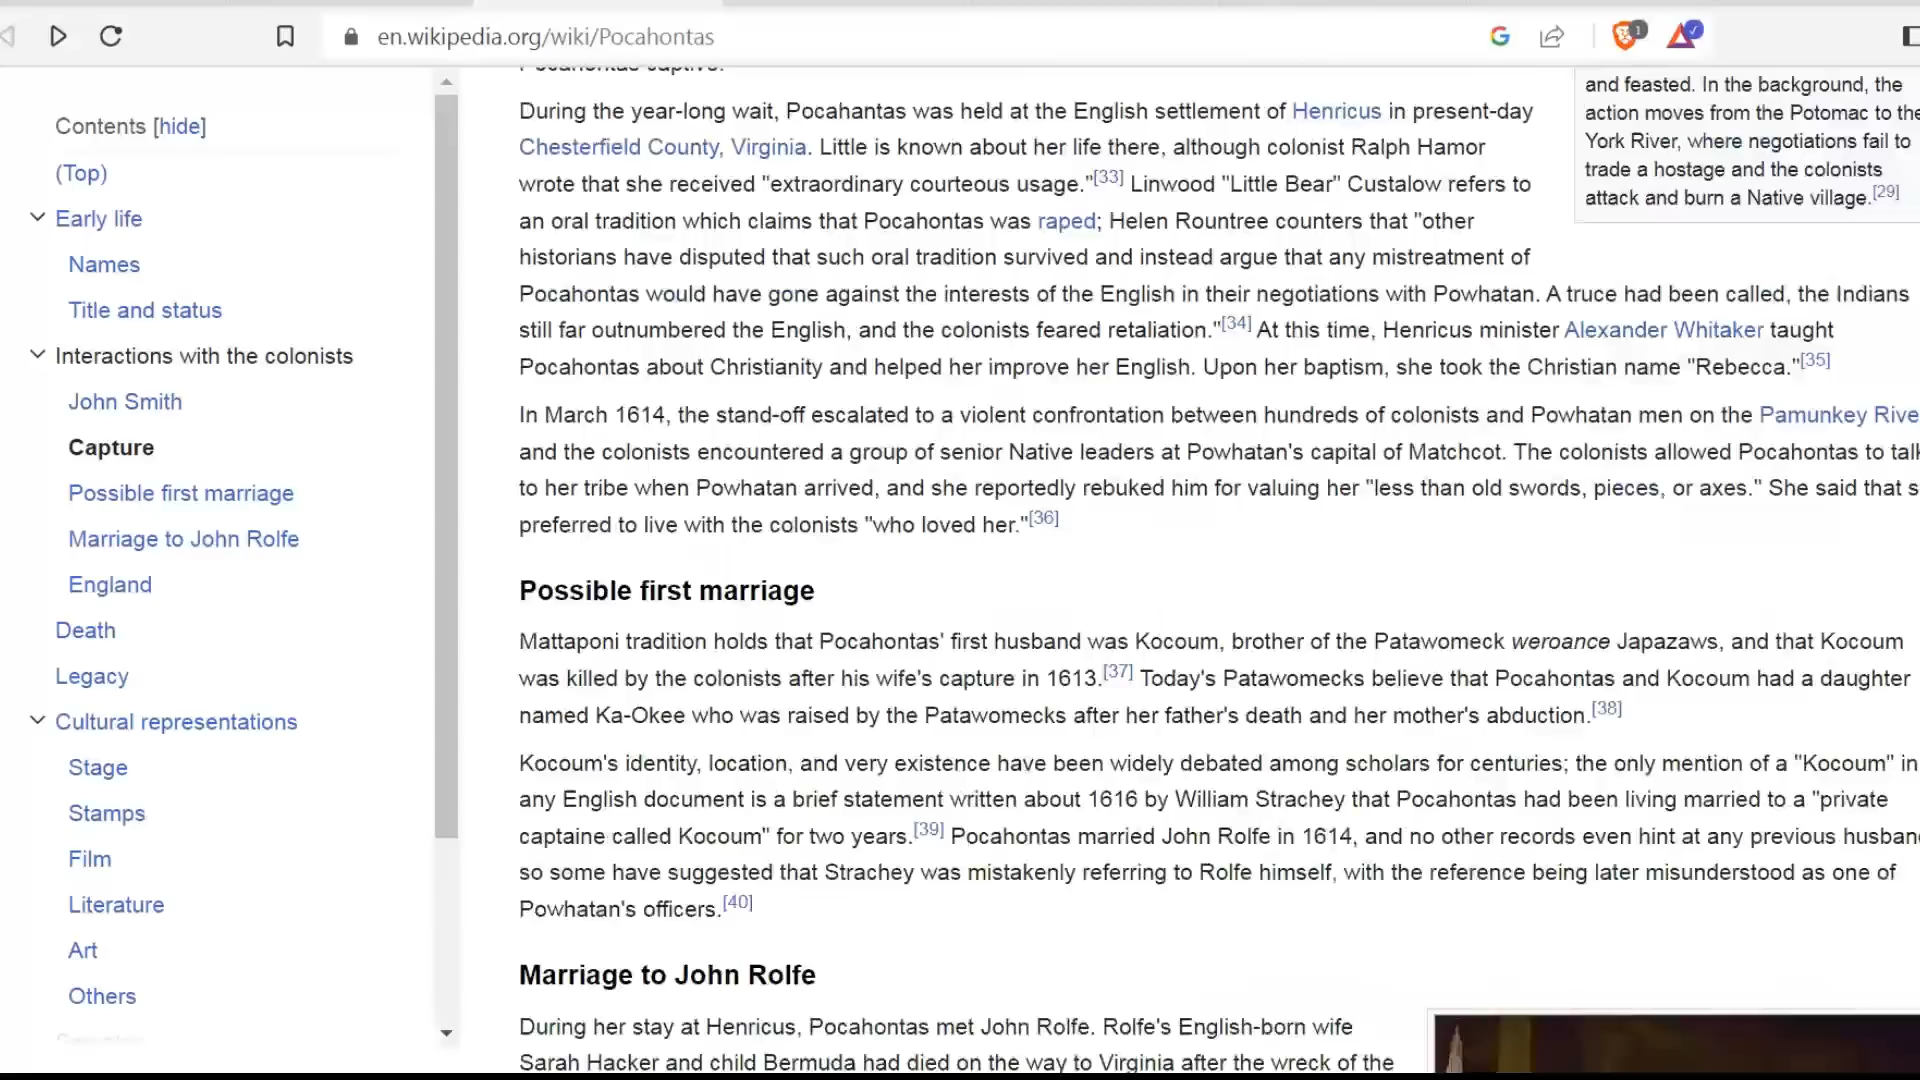 en.wikipedia.org/wiki/Pocahontas
1
Contents [hide]
(Top)
Early life
Names
Title and status
Interactions with the colonists
John Smith
Capture
Possible first marriage
Marriage to John Rolfe
England
Death
Legacy
Cultural representations
Stage
Stamps
Film
Literature
Art
Others
Pocahontas captive.
During the year-long wait, Pocahantas was held at the English settlement of Henricus in present-day
Chesterfield County, Virginia. Little is known about her life there, although colonist Ralph Hamor
wrote that she received "extraordinary courteous usage."[33] Linwood "Little Bear" Custalow refers to
an oral tradition which claims that Pocahontas was raped; Helen Rountree counters that "other
historians have disputed that such oral tradition survived and instead argue that any mistreatment of
Pocahontas would have gone against the interests of the English in their negotiations with Powhatan. A truce had been called, the Indians
still far outnumbered the English, and the colonists feared retaliation."[34] At this time, Henricus minister Alexander Whitaker taught
Pocahontas about Christianity and helped her improve her English. Upon her baptism, she took the Christian name "Rebecca."[35]
In March 1614, the stand-off escalated to a violent confrontation between hundreds of colonists and Powhatan men on the Pamunkey Rive
and the colonists encountered a group of senior Native leaders at Powhatan's capital of Matchcot. The colonists allowed Pocahontas to talk
to her tribe when Powhatan arrived, and she reportedly rebuked him for valuing her "less than old swords, pieces, or axes." She said that s
preferred to live with the colonists "who loved her."[36]
Possible first marriage
Mattaponi tradition holds that Pocahontas' first husband was Kocoum, brother of the Patawomeck weroance Japazaws, and that Kocoum
was killed by the colonists after his wife's capture in 1613.[37] Today's Patawomecks believe that Pocahontas and Kocoum had a daughter
named Ka-Okee who was raised by the Patawomecks after her father's death and her mother's abduction.[38]
Kocoum's identity, location, and very existence have been widely debated among scholars for centuries; the only mention of a "Kocoum" in
any English document is a brief statement written about 1616 by William Strachey that Pocahontas had been living married to a "private
captaine called Kocoum" for two years.[39] Pocahontas married John Rolfe in 1614, and no other records even hint at any previous husband
so some have suggested that Strachey was mistakenly referring to Rolfe himself, with the reference being later misunderstood as one of
Powhatan's officers.[40]
Marriage to John Rolfe
During her stay at Henricus, Pocahontas met John Rolfe. Rolfe's English-born wife
Sarah Hacker and child Bermuda had died on the way to Virginia after the wreck of the
and feasted. In the background, the
action moves from the Potomac to the
York River, where negotiations fail to
trade a hostage and the colonists
attack and burn a Native village.[29]